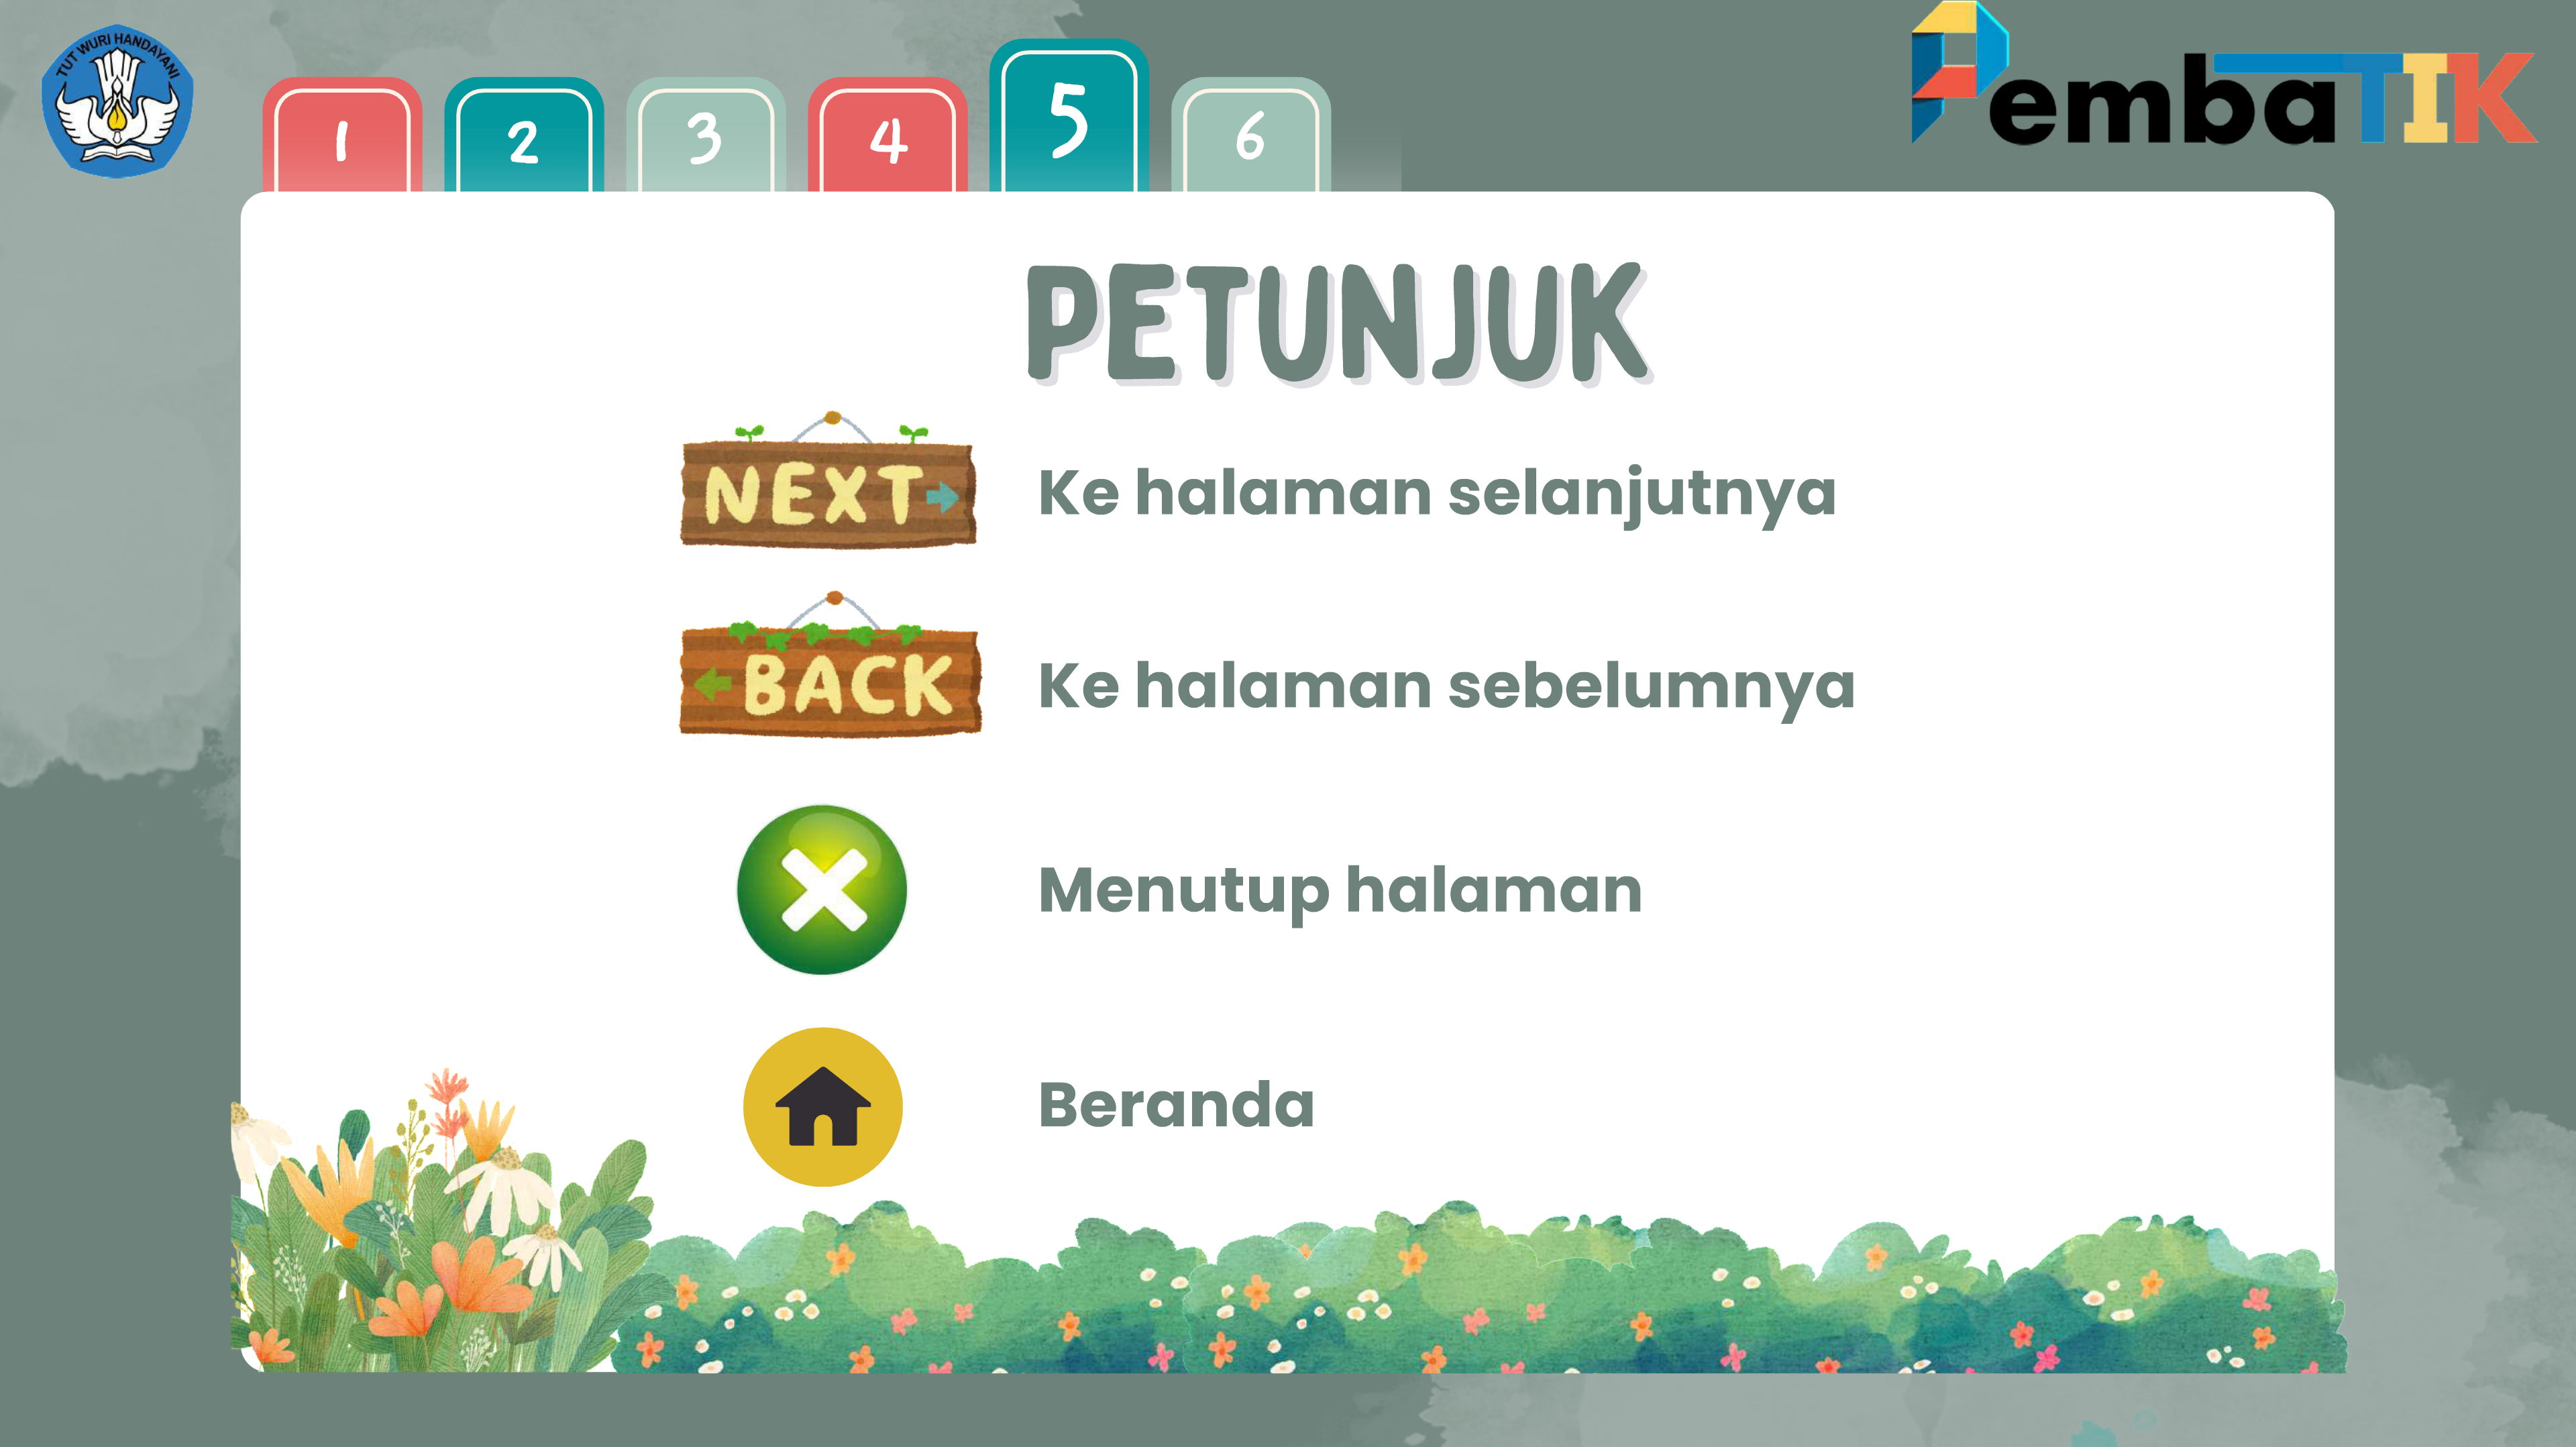 TUT WURI HANDAYANI
1 2 3 4 5 6
PembaTIK
PETUNJUK
NEXT
Ke halaman selanjutnya
BACK
Ke halaman sebelumnya
Menutup halaman
Beranda